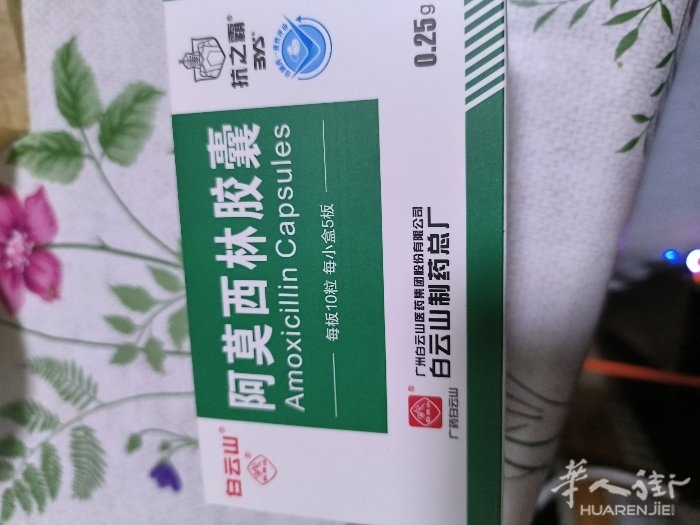 抗之霸®
BYS®
0.25g
阿莫西林胶囊
Amoxicillin Capsules
每板10粒 每小盒5板
白云山®
广药白云山
广州白云山医药集团股份有限公司
白云山制药总厂
华人街
HUARENJIE